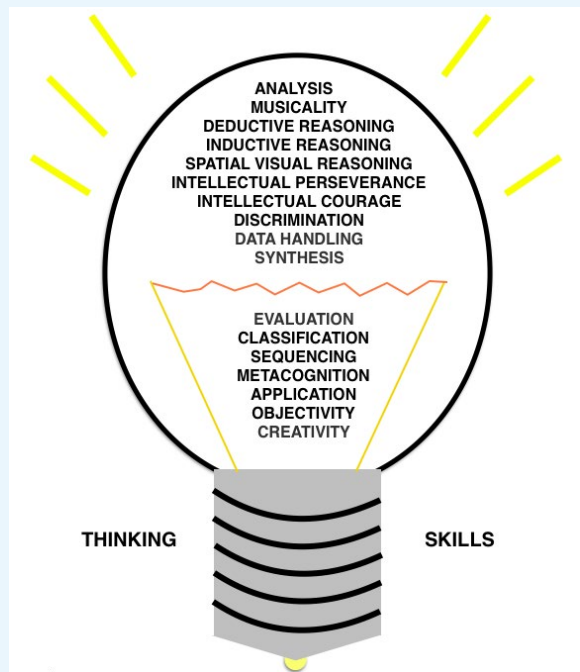 ANALYSIS
MUSICALITY
DEDUCTIVE REASONING
INDUCTIVE REASONING
SPATIAL VISUAL REASONING
INTELLECTUAL PERSEVERANCE
INTELLECTUAL COURAGE
DISCRIMINATION
DATA HANDLING
SYNTHESIS
EVALUATION
CLASSIFICATION
SEQUENCING
METACOGNITION
APPLICATION
OBJECTIVITY
CREATIVITY
THINKING SKILLS